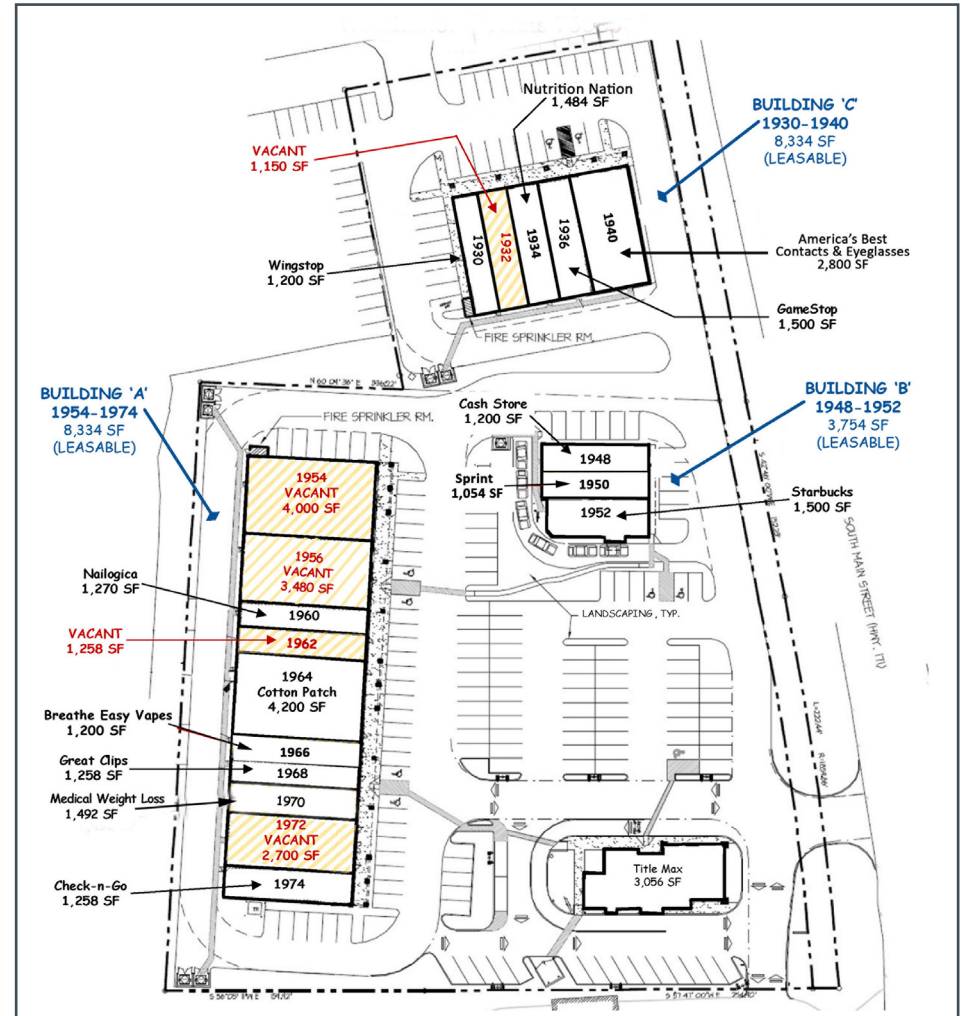 Nutrition Nation
1,484 SF
BUILDING ‘C’
1930-1940
8,334 SF
(LEASABLE)
VACANT
1,150 SF
1930
1932
1934
1936
1940
America’s Best
Contacts & Eyeglasses
2,800 SF
Wingstop
1,200 SF
GameStop
1,500 SF
FIRE SPRINKLER RM.
BUILDING ‘A’
1954-1974
8,334 SF
(LEASABLE)
FIRE SPRINKLER RM.
Cash Store
1,200 SF
BUILDING ‘B’
1948-1952
3,754 SF
(LEASABLE)
1948
Sprint
1,054 SF
1950
1952
Starbucks
1,500 SF
1954
VACANT
4,000 SF
1956
VACANT
3,480 SF
Nailogica
1,270 SF
1960
LANDSCAPING, TYP.
SOUTH MAIN STREET (HWY. 171)
VACANT
1,258 SF
1962
1964
Cotton Patch
4,200 SF
Breathe Easy Vapes
1,200 SF
1966
Great Clips
1,258 SF
1968
Medical Weight Loss
1,492 SF
1970
1972
VACANT
2,700 SF
Title Max
3,056 SF
Check-n-Go
1,258 SF
1974